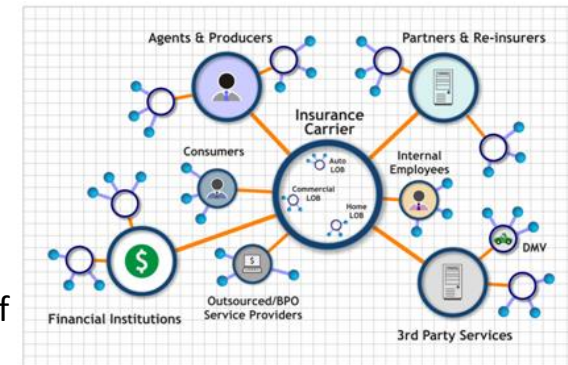 Agents & Producers
Partners & Re-insurers
Insurance
Carrier
Auto
LOB
Commercial
LOB
Home
LOB
Consumers
Internal
Employees
DMV
$
$
f
Outsourced/BPO
Service Providers
Financial Institutions
3rd Party Services